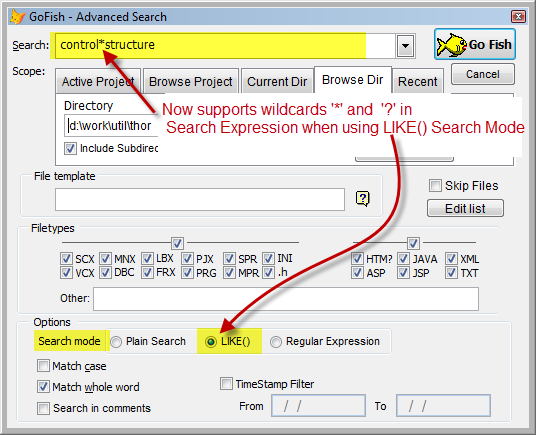 GoFish - Advanced Search
Search: control*structure
Go Fish
Scope:
Active Project Browse Project Current Dir Browse Dir Recent
Cancel
Directory
Now supports wildcards '*' and '?' in
d:\work\util\thor
Search Expression when using LIKE() Search Mode
Include Subdirec
File template
?
Skip Files
Edit list
Filetypes
SCX MNX LBX PJX SPR INI HTM? JAVA XML
VCX DBC FRX PRG MPR .h ASP JSP TXT
Other:
Options
Search mode Plain Search LIKE() Regular Expression
Match case
Match whole word TimeStamp Filter
Search in comments From / / To / /